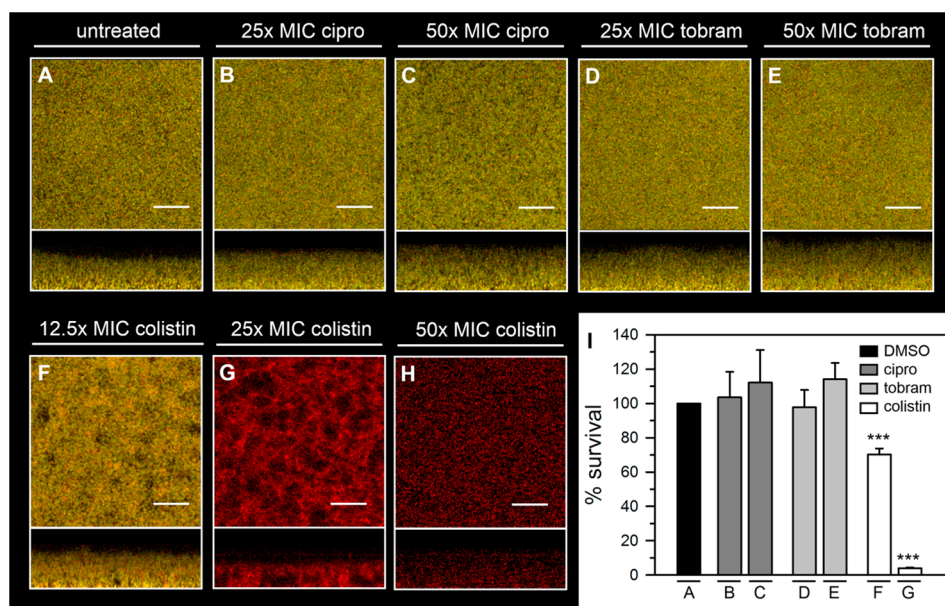 untreated 25x MIC cipro 50x MIC cipro 25x MIC tobram 50x MIC tobram
A B C D E
12.5x MIC colistin 25x MIC colistin 50x MIC colistin
F G H
I
140
120
100
80
60
40
20
0
% survival
DMSO
cipro
tobram
colistin
***
***
A B C D E F G